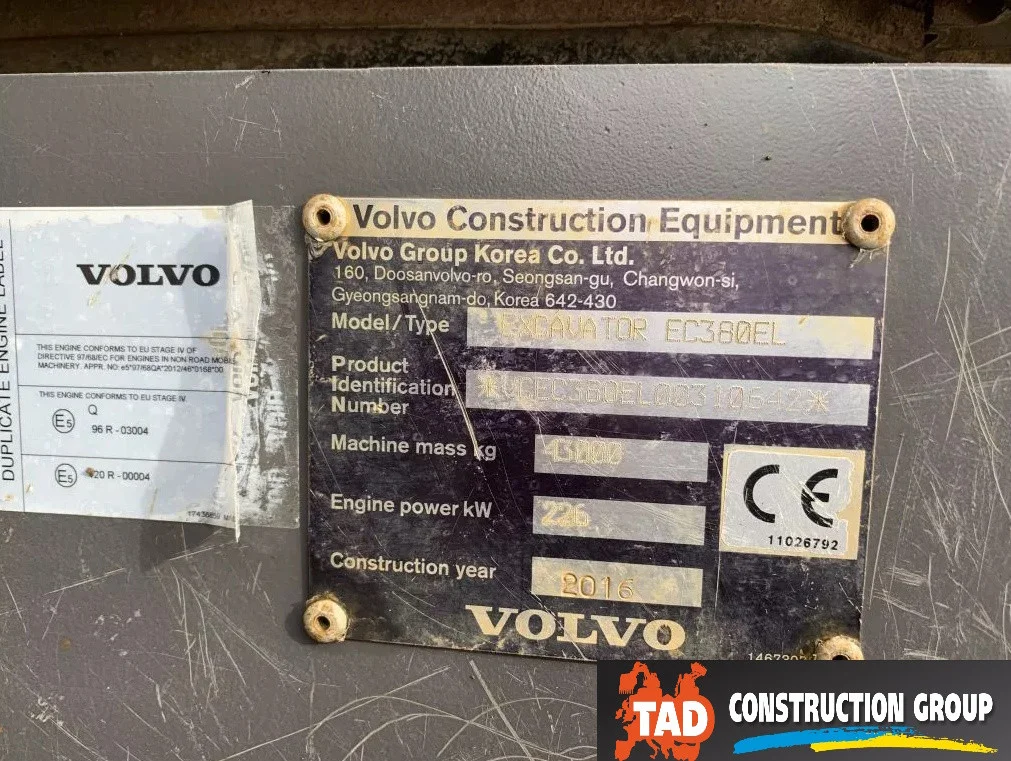 DUPLICATE ENGINE LABEL
VOLVO
THIS ENGINE CONFORMS TO EU STAGE IV OF
DIRECTIVE 97/68/EC FOR ENGINES IN NON ROAD MOBILE
MACHINERY. APPR. NO: e5*97/68QA*2012/46*0168*00
THIS ENGINE CONFORMS TO EU STAGE IV
E5
Q
96 R - 03004
E5
120 R - 00004
Volvo Construction Equipment
Volvo Group Korea Co. Ltd.
160, Doosanvolvo-ro, Seongsan-gu, Changwon-si,
Gyeongsangnam-do, Korea 642-430
Model/Type EXCAVATOR EC380EL
Product
Identification
Number
Machine mass kg 43000
Engine power kW 226
CE
11026792
Construction year 2016
VOLVO
TAD CONSTRUCTION GROUP